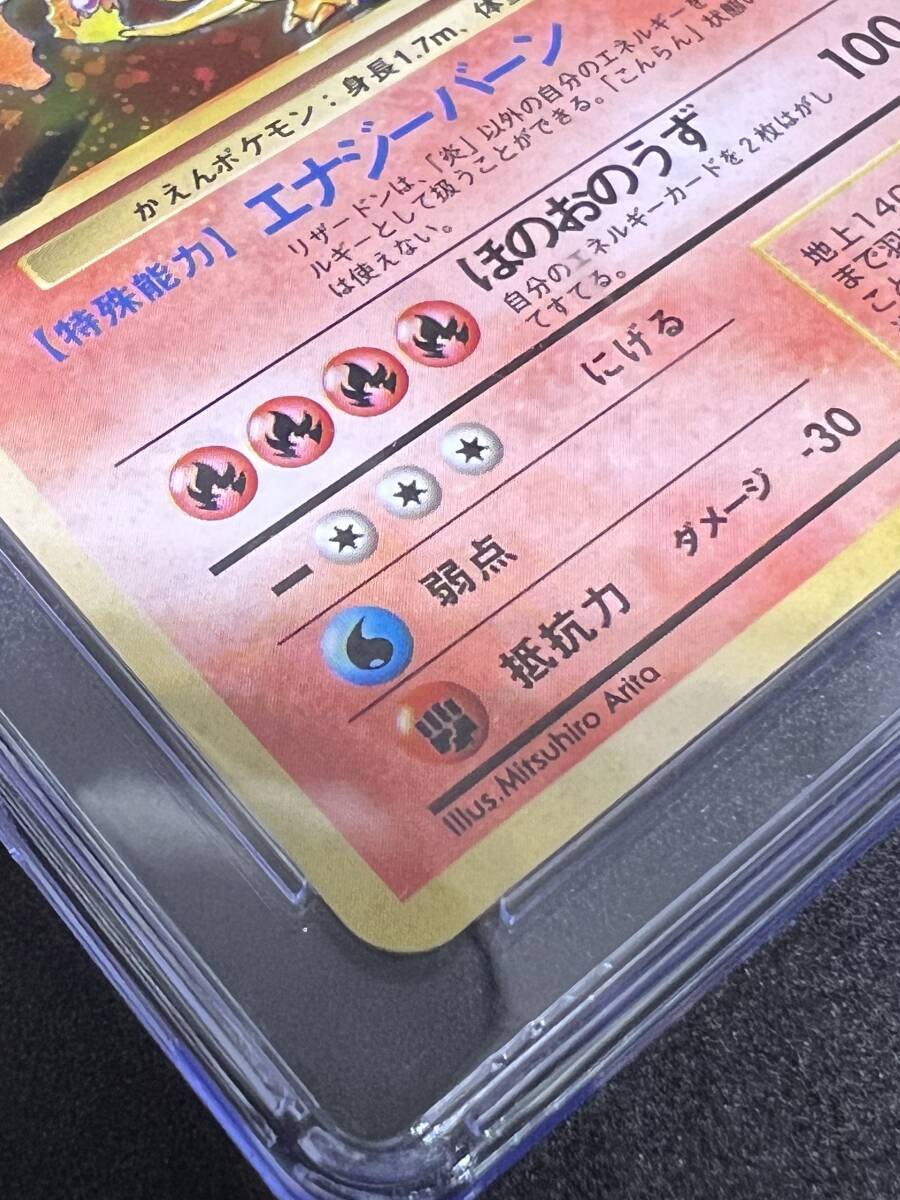 かえんポケモン：身長1.7m、体
【特殊能力】エナジーバーン
リザードンは、「炎」以外の自分のエネルギーを
ルギーとして扱うことができる。「こんらん」状態
は使えない。
ほのおのうず 100
自分のエネルギーカードを2枚はがし
てすてる。
にげる
弱点
抵抗力 ダメージ -30
Illus.Mitsuhiro Arita
地上140
まで羽
こと